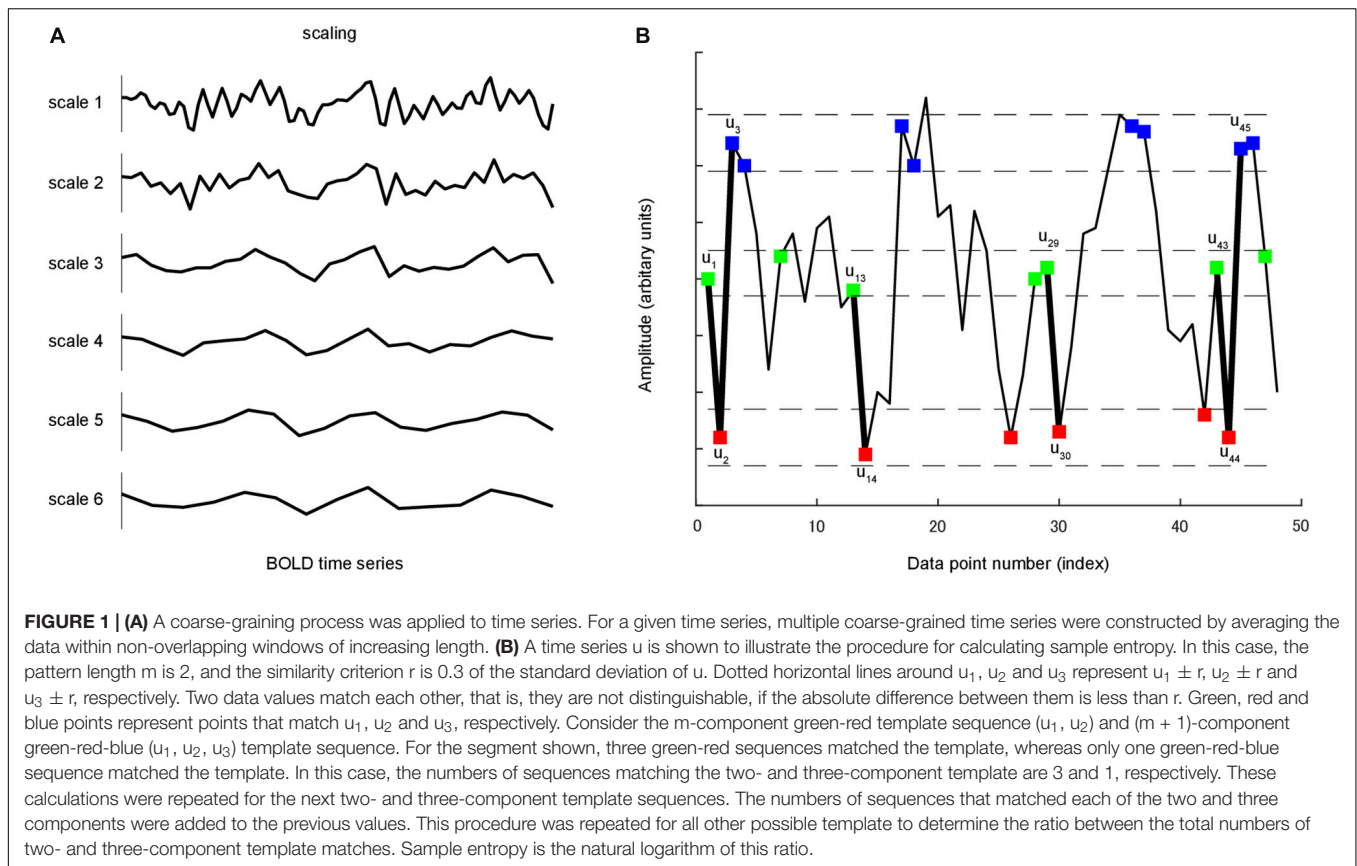 A
scaling
scale 1
scale 2
scale 3
scale 4
scale 5
scale 6
BOLD time series
B
Amplitude (arbitary units)
u1
u2
u3
u13
u14
u29
u30
u43
u44
u45
0 10 20 30 40 50
Data point number (index)
FIGURE 1 | (A) A coarse-graining process was applied to time series. For a given time series, multiple coarse-grained time series were constructed by averaging the
data within non-overlapping windows of increasing length. (B) A time series u is shown to illustrate the procedure for calculating sample entropy. In this case, the
pattern length m is 2, and the similarity criterion r is 0.3 of the standard deviation of u. Dotted horizontal lines around u1, u2 and u3 represent u1 ± r, u2 ± r and
u3 ± r, respectively. Two data values match each other, that is, they are not distinguishable, if the absolute difference between them is less than r. Green, red and
blue points represent points that match u1, u2 and u3, respectively. Consider the m-component green-red template sequence (u1, u2) and (m + 1)-component
green-red-blue (u1, u2, u3) template sequence. For the segment shown, three green-red sequences matched the template, whereas only one green-red-blue
sequence matched the template. In this case, the numbers of sequences matching the two- and three-component template are 3 and 1, respectively. These
calculations were repeated for the next two- and three-component template sequences. The numbers of sequences that matched each of the two and three
components were added to the previous values. This procedure was repeated for all other possible template to determine the ratio between the total numbers of
two- and three-component template matches. Sample entropy is the natural logarithm of this ratio.